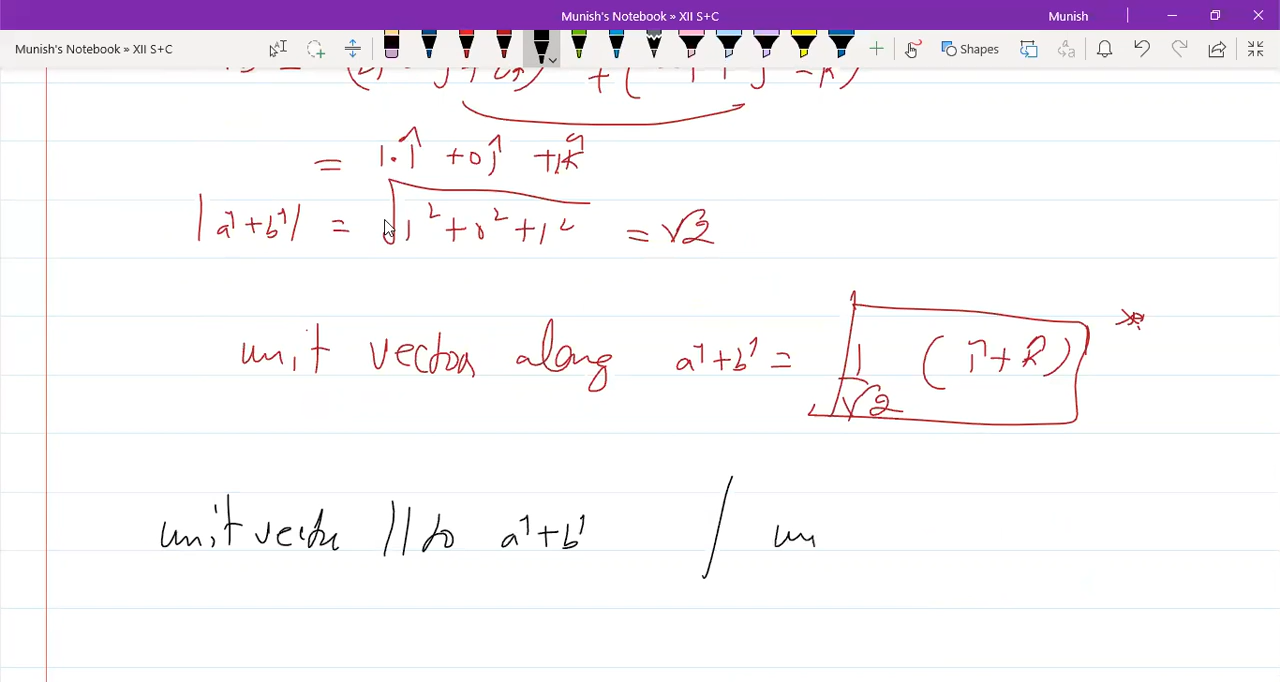 Munish's Notebook » XII S+C
Munish
Munish's Notebook » XII S+C
Shapes
= 1.î + 0ĵ + 1k̂
|a⃗ + b⃗| = √1² + 0² + 1² = √2
unit vector along a⃗ + b⃗ = 1/√2 (î + k̂)
unit vector || to a⃗ + b⃗ / un